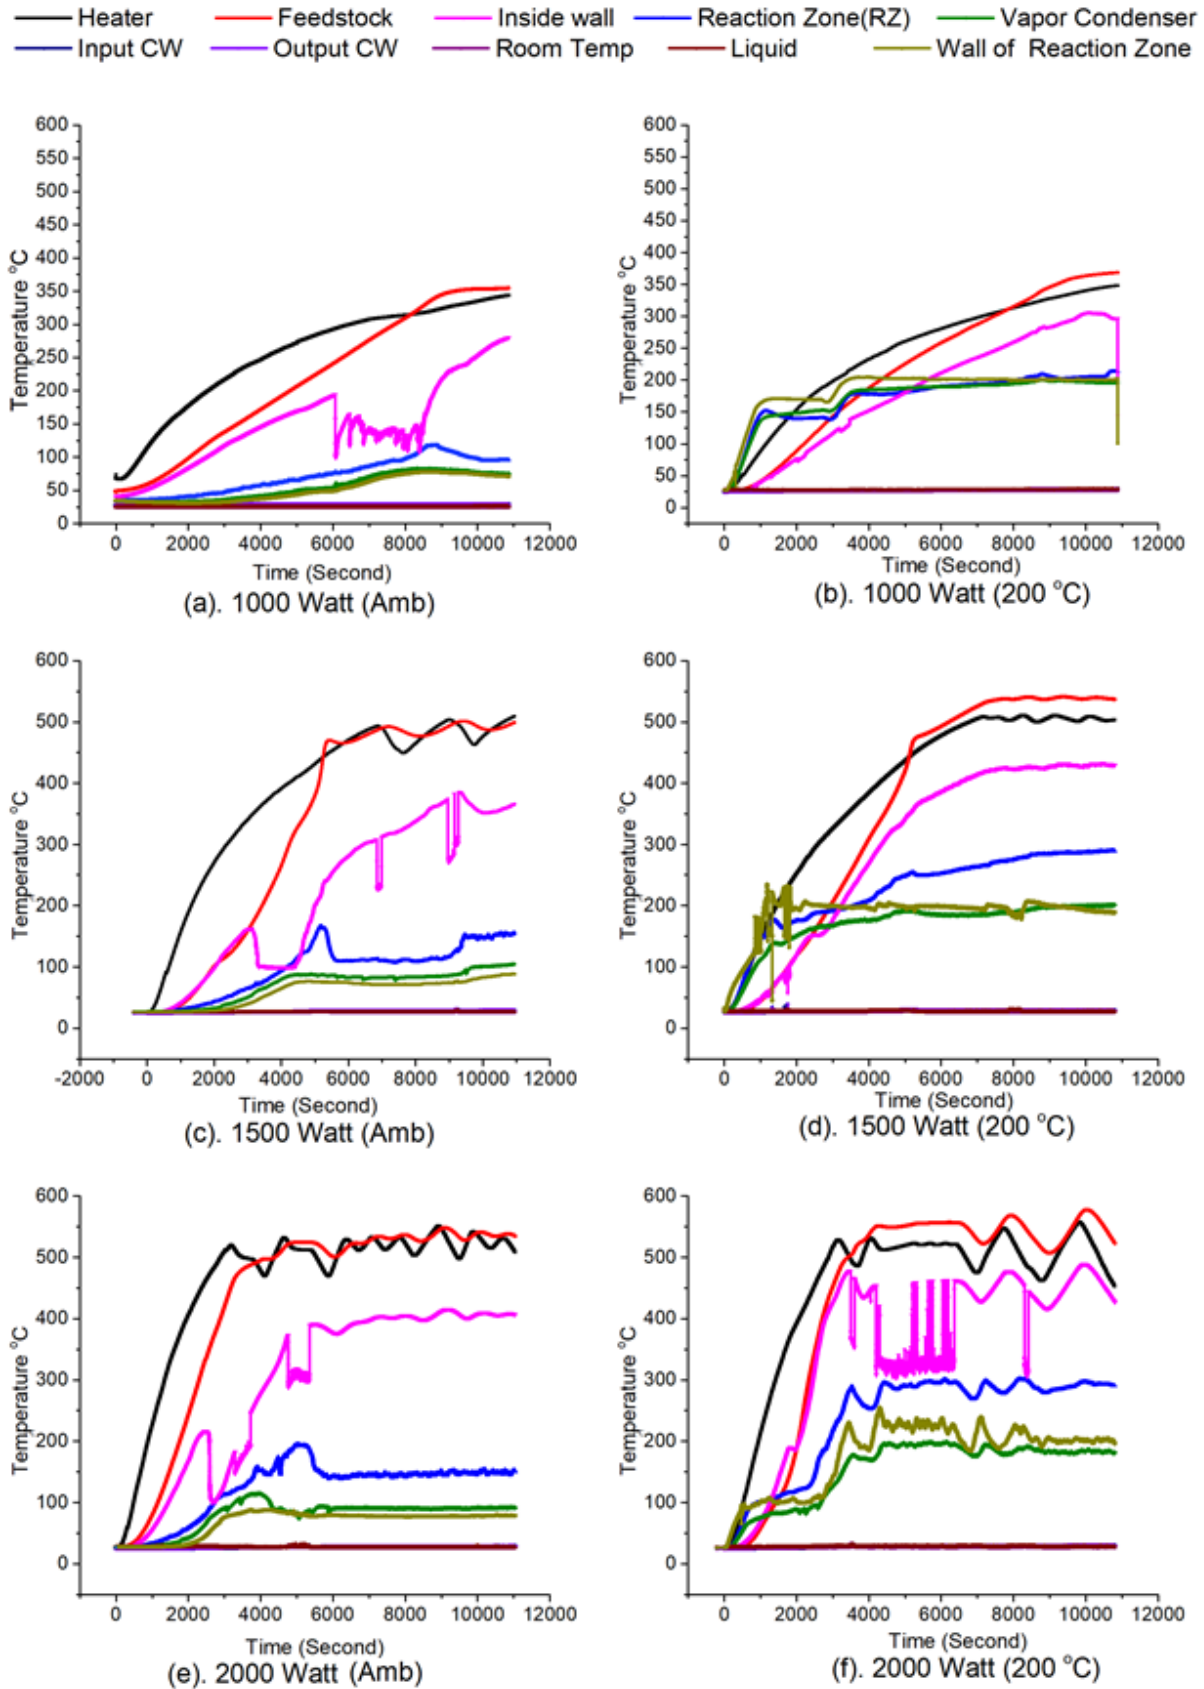 Heater Feedstock Inside wall Reaction Zone(RZ) Vapor Condenser
Input CW Output CW Room Temp Liquid Wall of Reaction Zone
600
550
500
450
400
350
300
250
200
150
100
50
0
Temperature °C
0 2000 4000 6000 8000 10000 12000
Time (Second)
(a). 1000 Watt (Amb)
600
550
500
450
400
350
300
250
200
150
100
50
0
Temperature °C
0 2000 4000 6000 8000 10000 12000
Time (Second)
(b). 1000 Watt (200 °C)
600
500
400
300
200
100
0
Temperature °C
-2000 0 2000 4000 6000 8000 10000 12000
Time (Second)
(c). 1500 Watt (Amb)
600
500
400
300
200
100
0
Temperature °C
0 2000 4000 6000 8000 10000 12000
Time (Second)
(d). 1500 Watt (200 °C)
600
500
400
300
200
100
0
Temperature °C
0 2000 4000 6000 8000 10000 12000
Time (Second)
(e). 2000 Watt (Amb)
600
500
400
300
200
100
0
Temperature °C
0 2000 4000 6000 8000 10000 12000
Time (Second)
(f). 2000 Watt (200 °C)